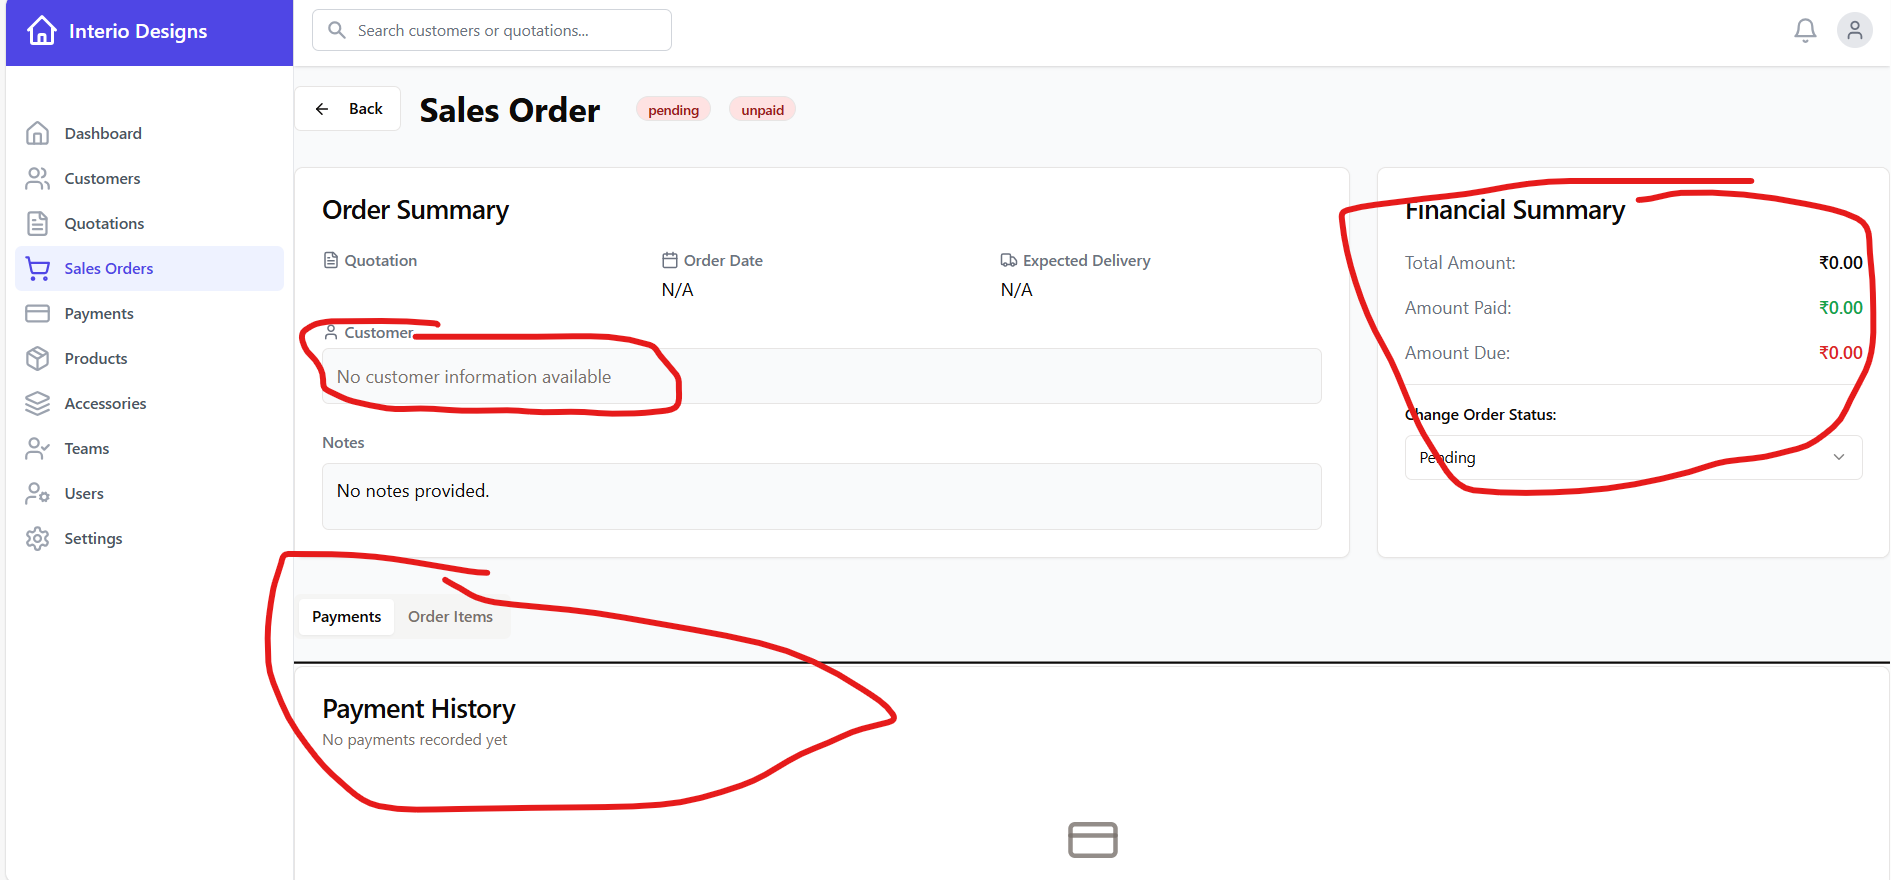 Interio Designs
Search customers or quotations...
Dashboard
Customers
Quotations
Sales Orders
Payments
Products
Accessories
Teams
Users
Settings
Back
Sales Order
pending
unpaid
Order Summary
Quotation
Order Date
N/A
Expected Delivery
N/A
Customer
No customer information available
Notes
No notes provided.
Financial Summary
Total Amount: ₹0.00
Amount Paid: ₹0.00
Amount Due: ₹0.00
Change Order Status:
Pending
Payments
Order Items
Payment History
No payments recorded yet